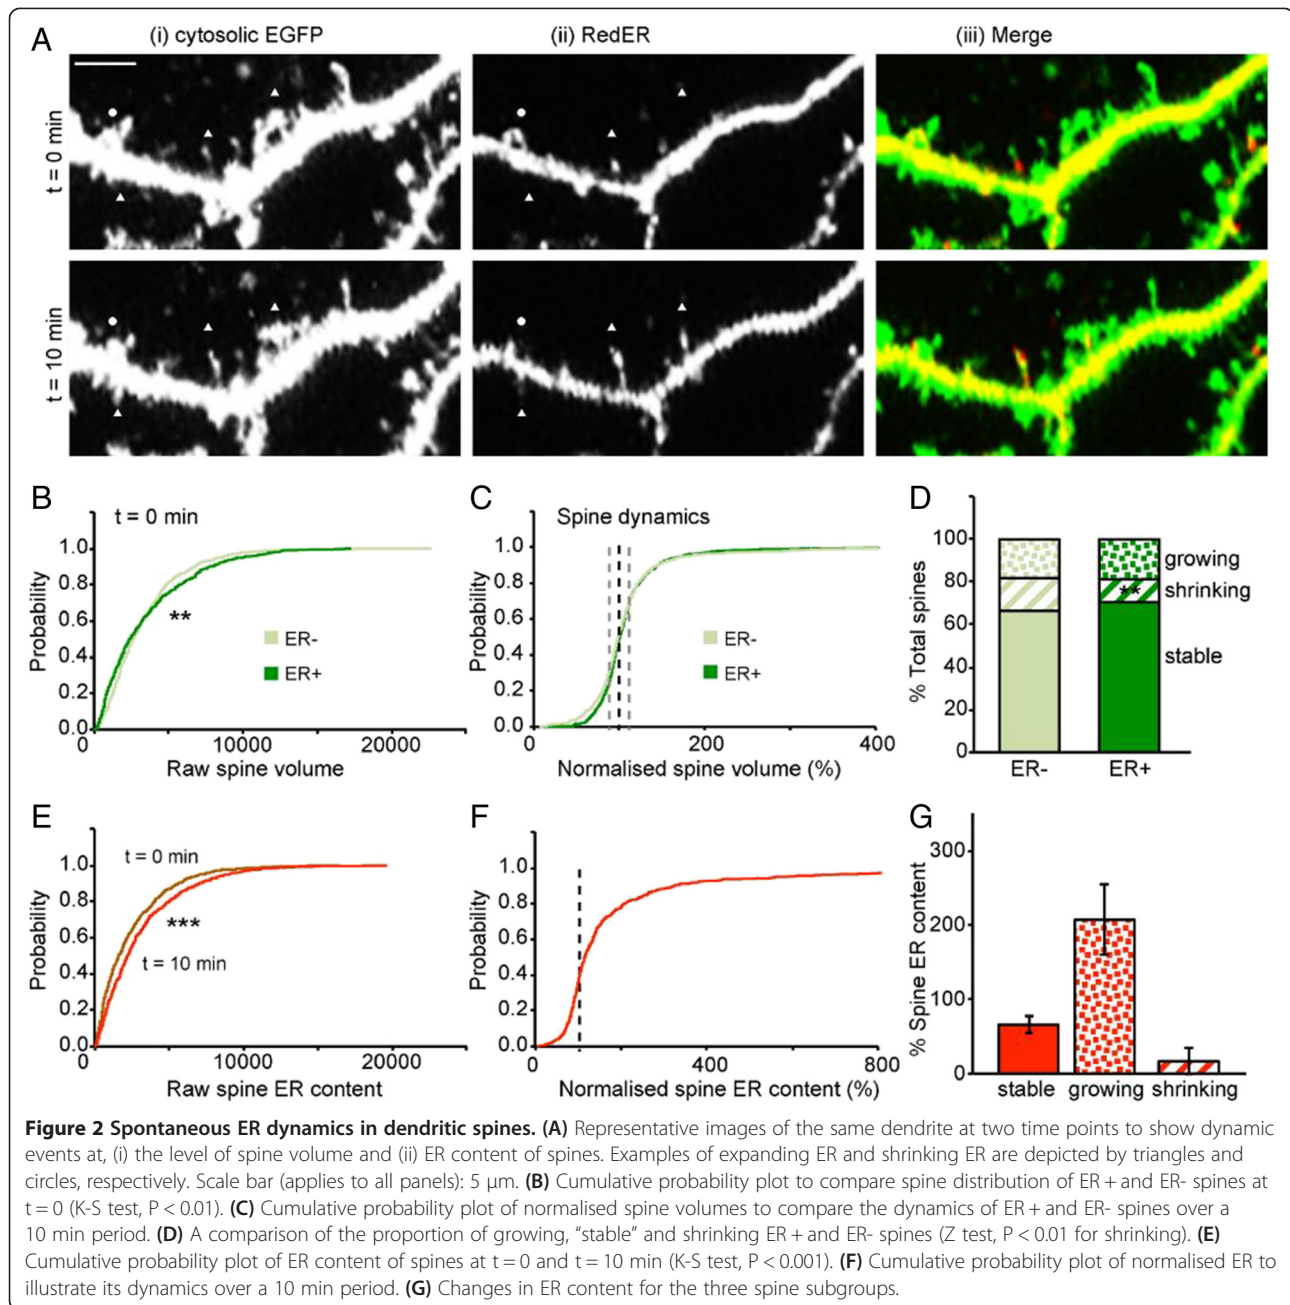 A
(i) cytosolic EGFP
(ii) RedER
(iii) Merge
t = 0 min
t = 10 min
B
t = 0 min
Probability
1.0
0.8
0.6
0.4
0.2
0.0
**
ER-
ER+
0
10000
20000
Raw spine volume
C
Spine dynamics
Probability
1.0
0.8
0.6
0.4
0.2
0.0
ER-
ER+
0
200
400
Normalised spine volume (%)
D
% Total spines
100
80
60
40
20
0
**
growing
shrinking
stable
ER-
ER+
E
t = 0 min
Probability
1.0
0.8
0.6
0.4
0.2
0.0
***
t = 10 min
0
10000
20000
Raw spine ER content
F
Probability
1.0
0.8
0.6
0.4
0.2
0.0
0
400
800
Normalised spine ER content (%)
G
% Spine ER content
300
200
100
0
stable
growing
shrinking
Figure 2 Spontaneous ER dynamics in dendritic spines. (A) Representative images of the same dendrite at two time points to show dynamic
events at, (i) the level of spine volume and (ii) ER content of spines. Examples of expanding ER and shrinking ER are depicted by triangles and
circles, respectively. Scale bar (applies to all panels): 5 μm. (B) Cumulative probability plot to compare spine distribution of ER + and ER- spines at
t = 0 (K-S test, P < 0.01). (C) Cumulative probability plot of normalised spine volumes to compare the dynamics of ER + and ER- spines over a
10 min period. (D) A comparison of the proportion of growing, “stable” and shrinking ER + and ER- spines (Z test, P < 0.01 for shrinking). (E)
Cumulative probability plot of ER content of spines at t = 0 and t = 10 min (K-S test, P < 0.001). (F) Cumulative probability plot of normalised ER to
illustrate its dynamics over a 10 min period. (G) Changes in ER content for the three spine subgroups.